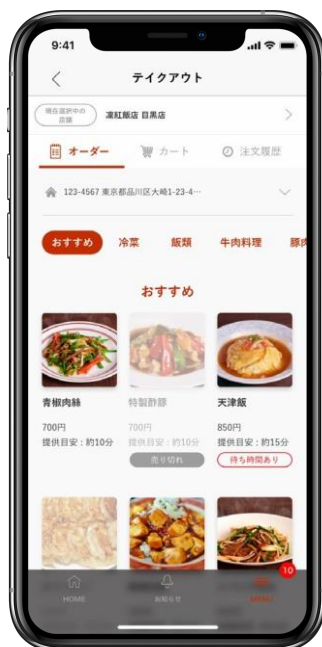 9:41
テイクアウト
現在選択中の
店舗
凜紅飯店 目黒店
オーダー
カート
注文履歴
123-4567 東京都品川区大崎1-23-4…
おすすめ 冷菜 飯類 牛肉料理 豚肉
おすすめ
青椒肉絲 特製酢豚 天津飯
700円 700円 850円
提供目安：約10分 提供目安：約10分 提供目安：約15分
売り切れ 待ち時間あり
10
HOME お知らせ MENU